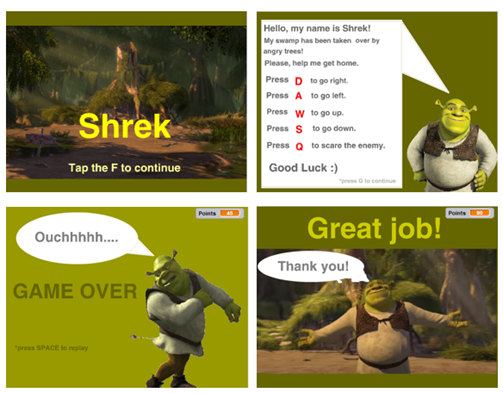 Shrek
Tap the F to continue
Hello, my name is Shrek!
My swamp has been taken over by
angry trees!
Please, help me get home.
Press D to go right.
Press A to go left.
Press W to go up.
Press S to go down.
Press Q to scare the enemy.
Good Luck :)
*press G to continue
Points 45
Ouchhhhh....
GAME OVER
*press SPACE to replay
Points 90
Great job!
Thank you!